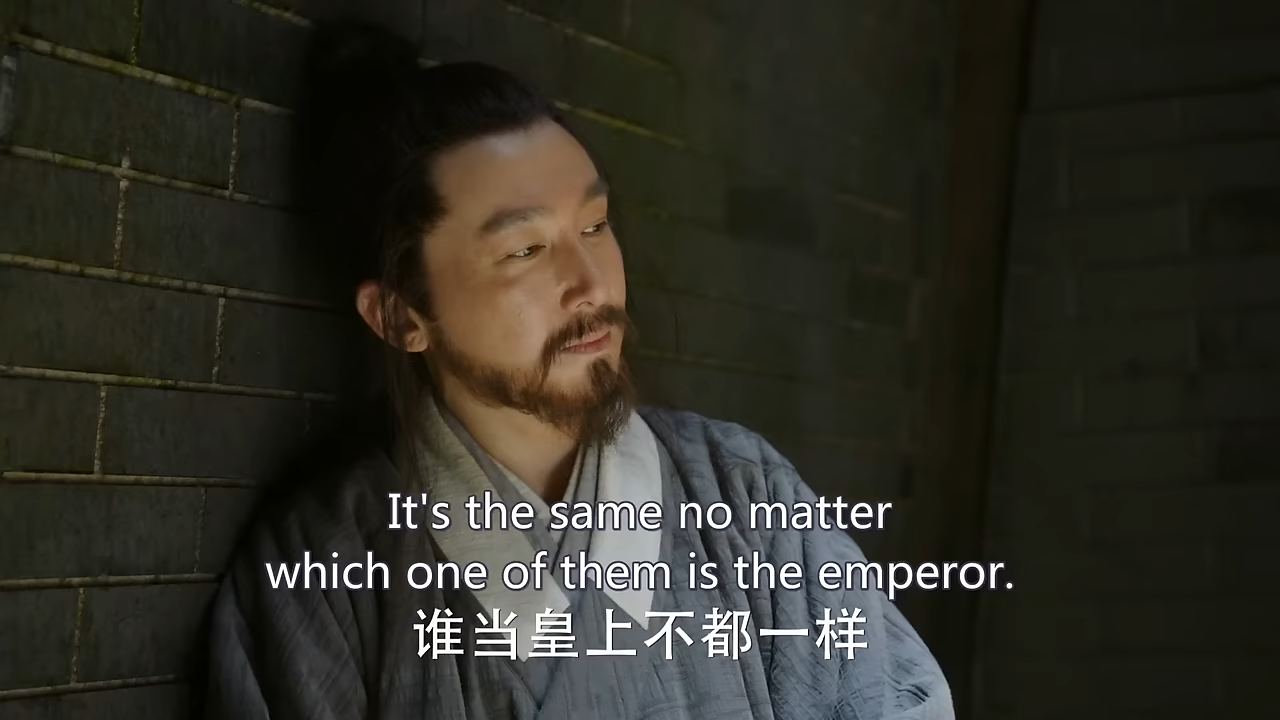 It's the same no matter
which one of them is the emperor.
谁当皇上不都一样